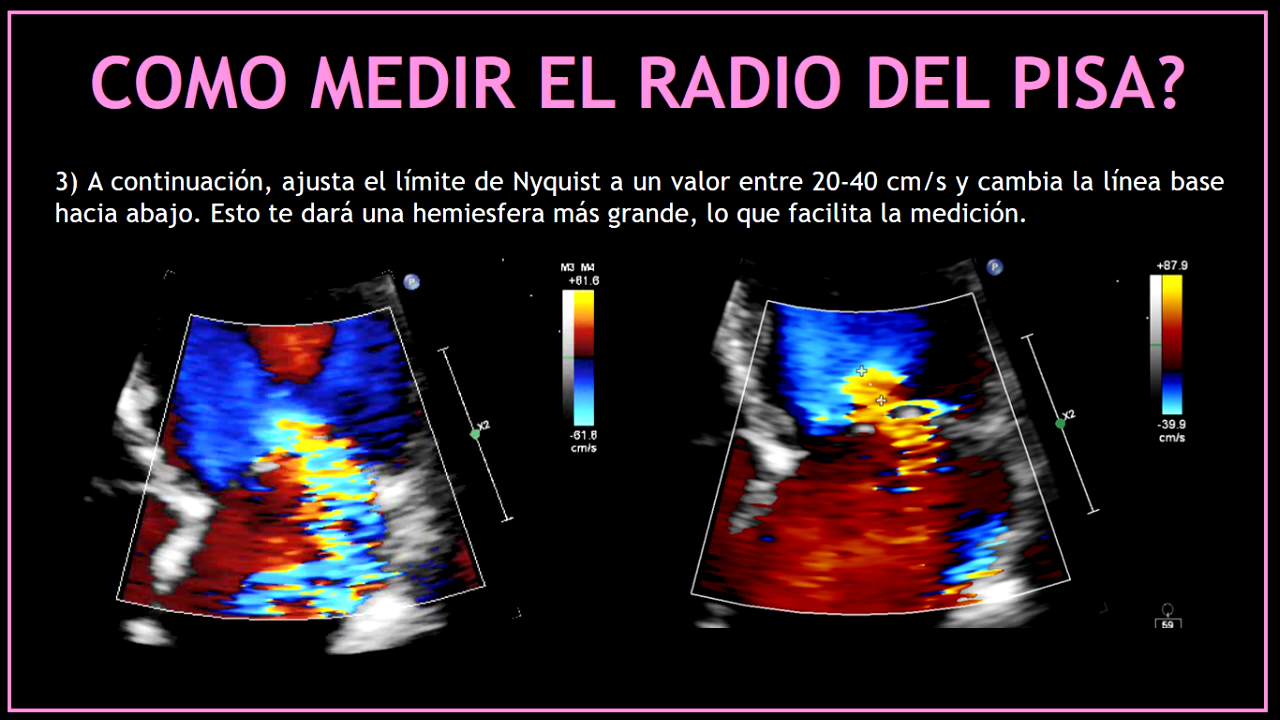 COMO MEDIR EL RADIO DEL PISA?
3) A continuación, ajusta el límite de Nyquist a un valor entre 20-40 cm/s y cambia la línea base
hacia abajo. Esto te dará una hemiesfera más grande, lo que facilita la medición.
P
M3 M4
+61.6
X2
-61.6
cm/s
P
+87.9
X2
-39.9
cm/s
59